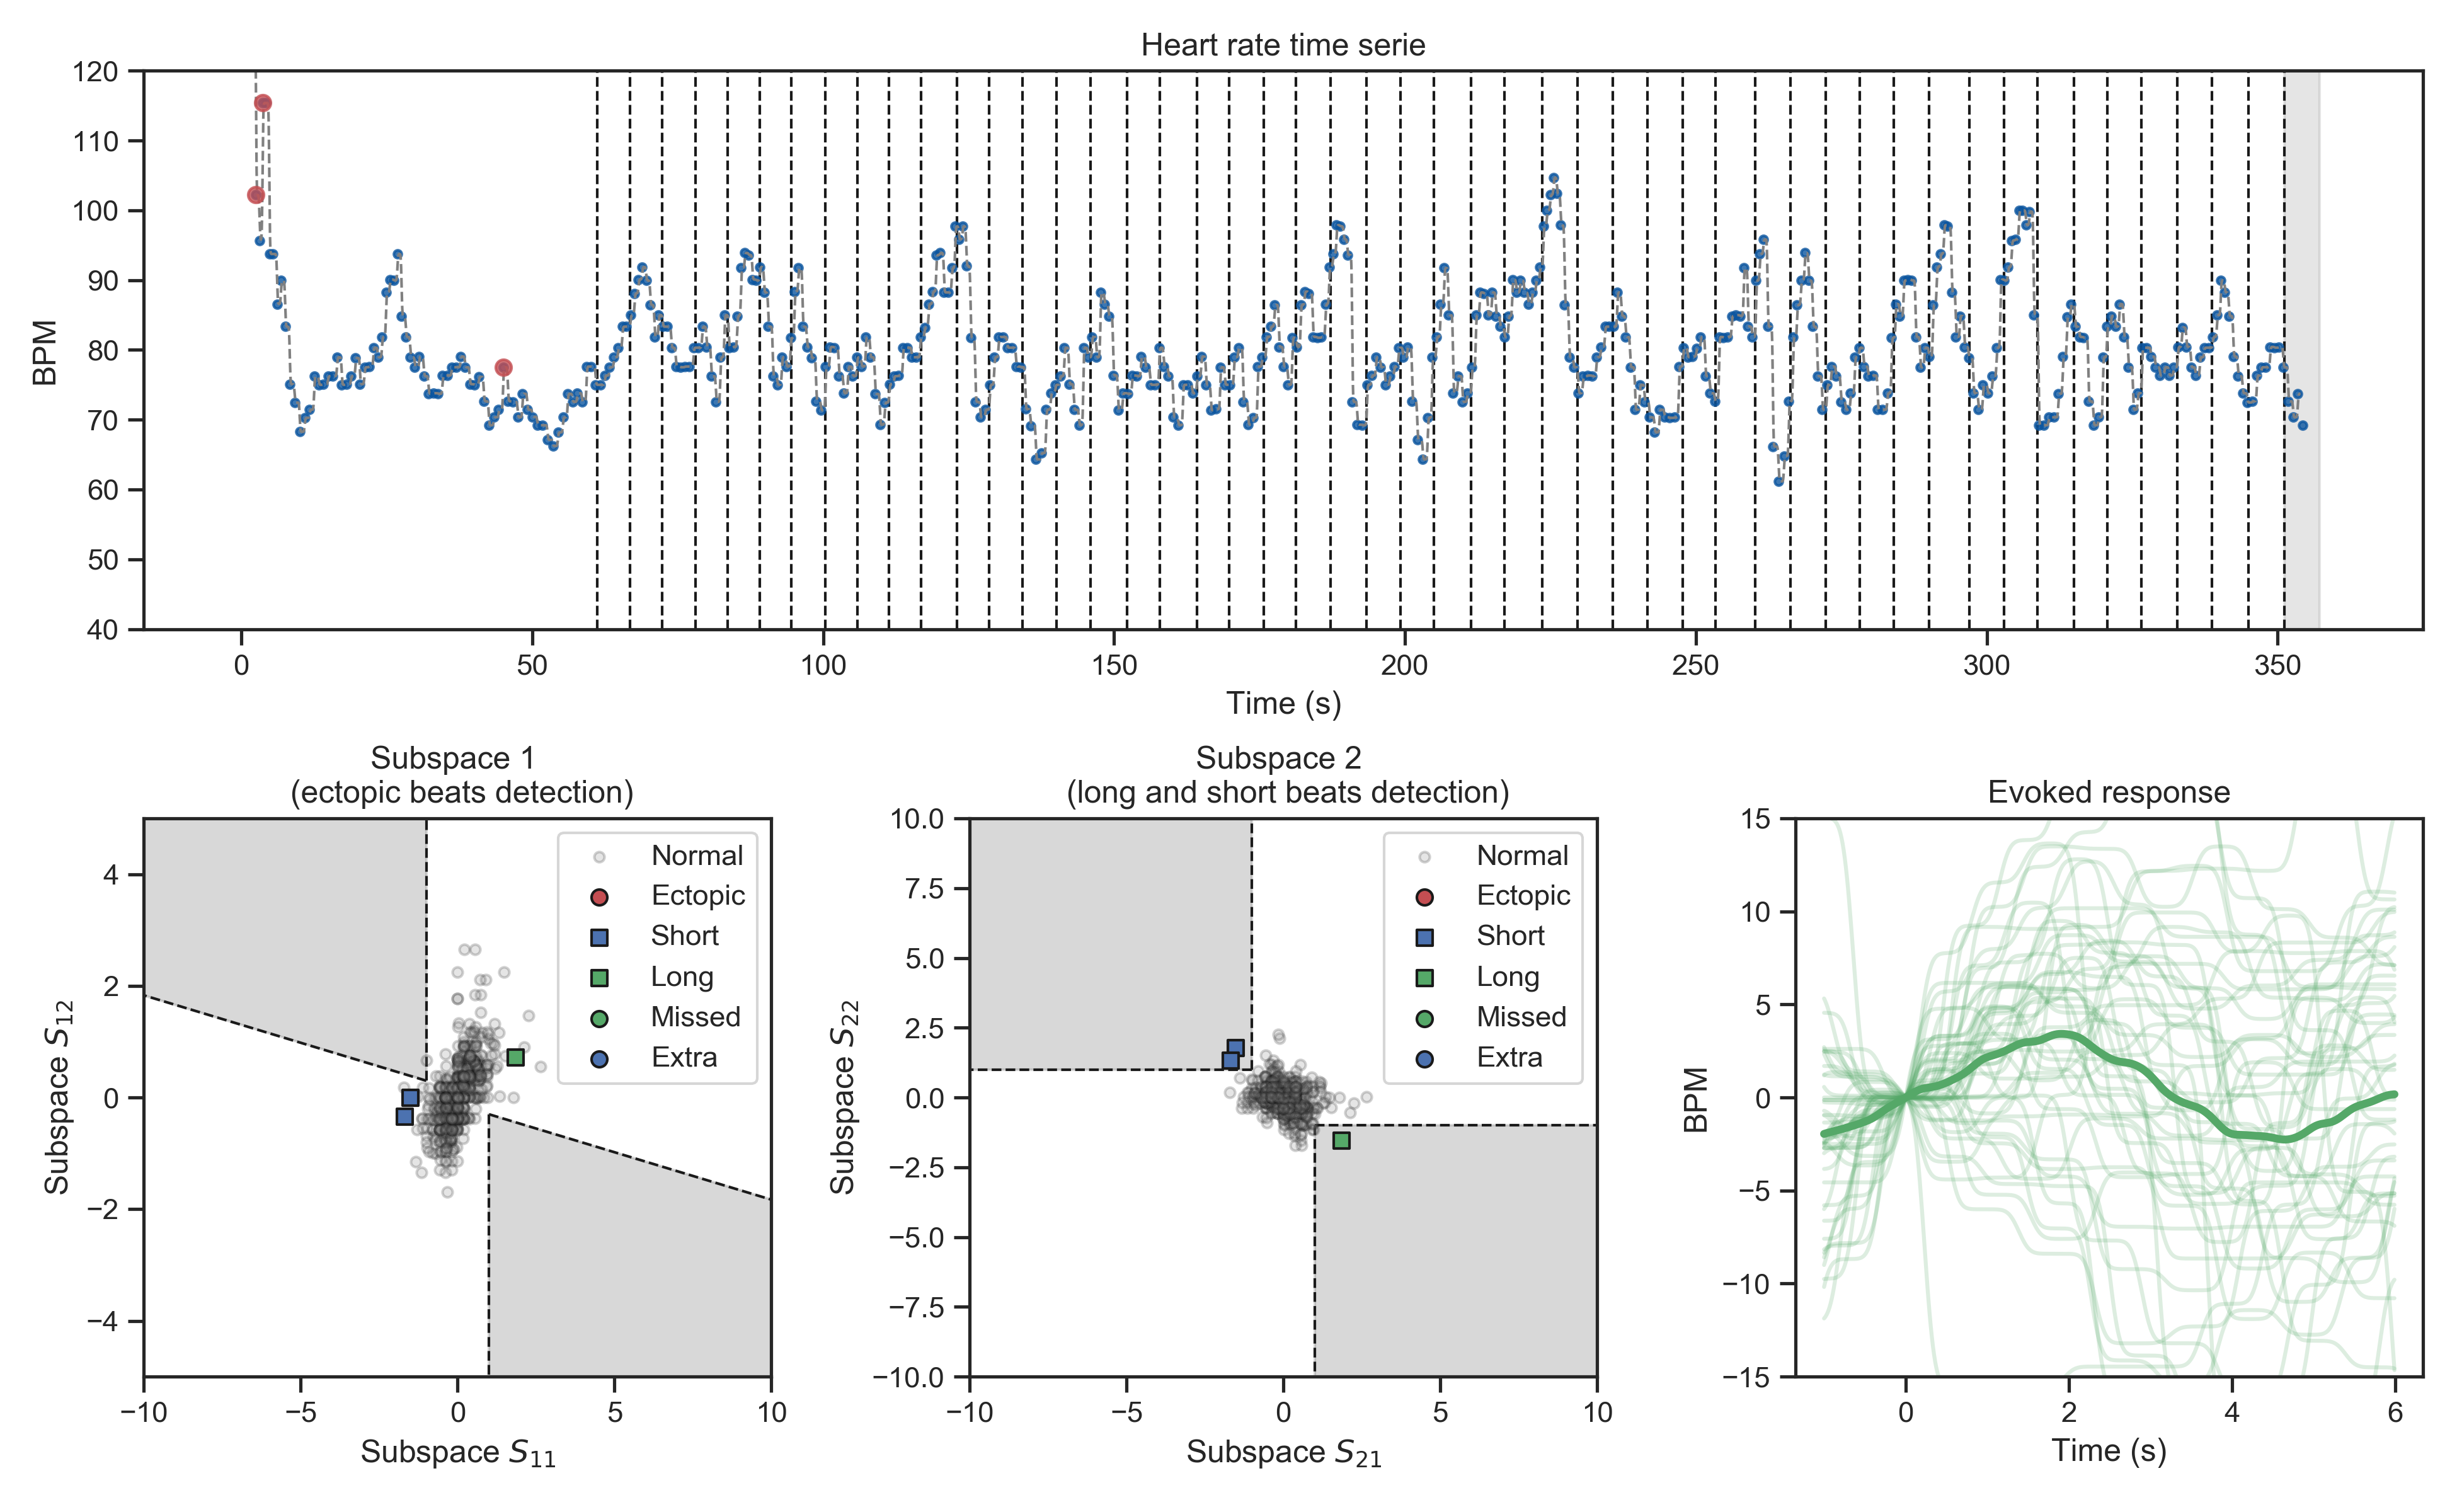 Heart rate time serie
120
110
100
90
80
70
60
50
40
BPM
0 50 100 150 200 250 300 350
Time (s)
Subspace 1
(ectopic beats detection)
4
2
0
−2
−4
Subspace S12
Normal
Ectopic
Short
Long
Missed
Extra
−10 −5 0 5 10
Subspace S11
Subspace 2
(long and short beats detection)
10.0
7.5
5.0
2.5
0.0
−2.5
−5.0
−7.5
−10.0
Subspace S22
Normal
Ectopic
Short
Long
Missed
Extra
−10 −5 0 5 10
Subspace S21
Evoked response
15
10
5
0
−5
−10
−15
BPM
0 2 4 6
Time (s)